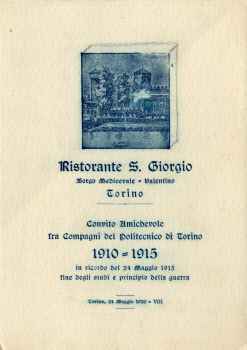 Ristorante S. Giorgio
Borgo Medioevale - Valentino
Torino
Convito Amichevole
fra Compagni del Politecnico di Torino
1910 = 1915
in ricordo del 24 Maggio 1915
fine degli studi e principio della guerra
Torino, 24 Maggio 1930 - VIII